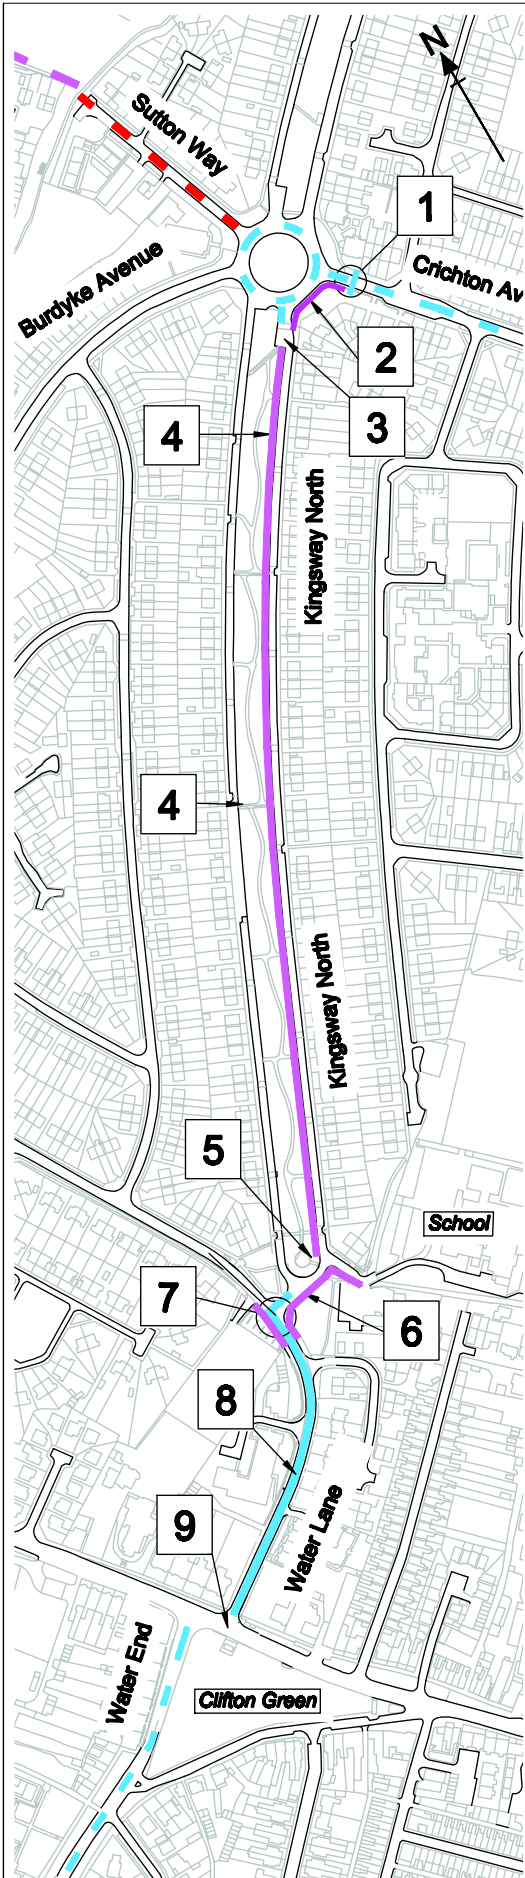 N
Sutton Way
1
Burdyke Avenue
Crichton Av
2
3
4
Kingsway North
4
Kingsway North
5
School
7
6
8
Water Lane
9
Water End
Clifton Green